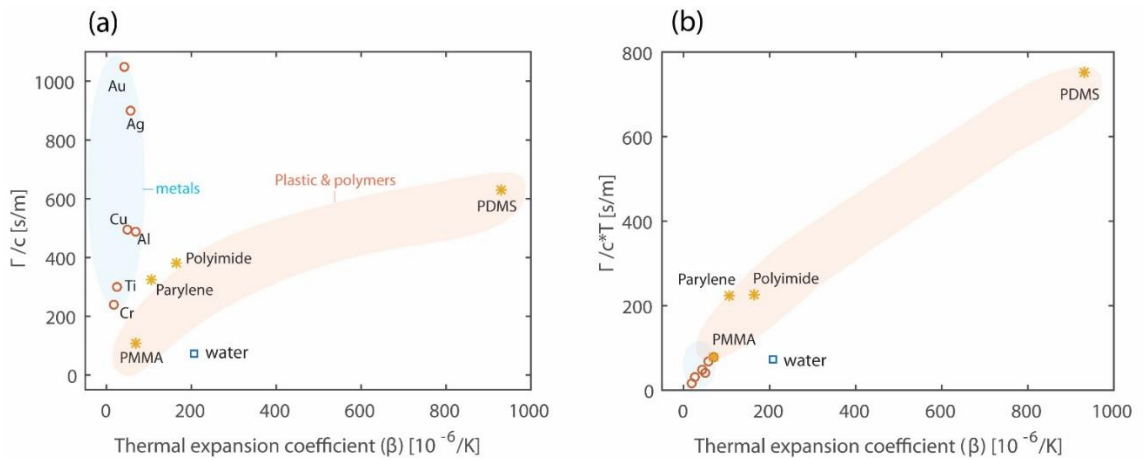 (a)
1000
800
600
400
200
0
Γ /c [s/m]
Au
Ag
metals
Plastic & polymers
Cu
Al
PDMS
Polyimide
Ti
Parylene
Cr
PMMA
water
0
200
400
600
800
1000
Thermal expansion coefficient (β) [10 -6/K]
(b)
800
600
400
200
0
Γ /c*T [s/m]
PDMS
Parylene
Polyimide
PMMA
water
0
200
400
600
800
1000
Thermal expansion coefficient (β) [10 -6/K]